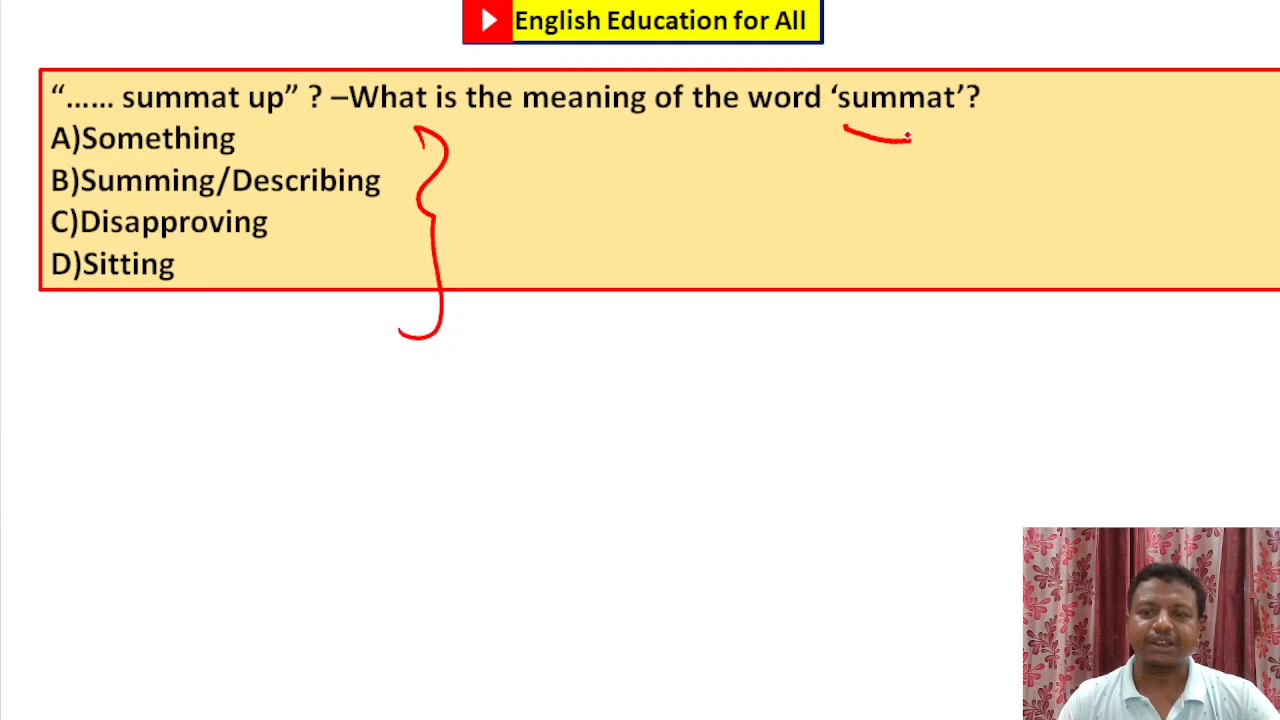 English Education for All
“…… summat up” ? –What is the meaning of the word ‘summat’?
A)Something
B)Summing/Describing
C)Disapproving
D)Sitting